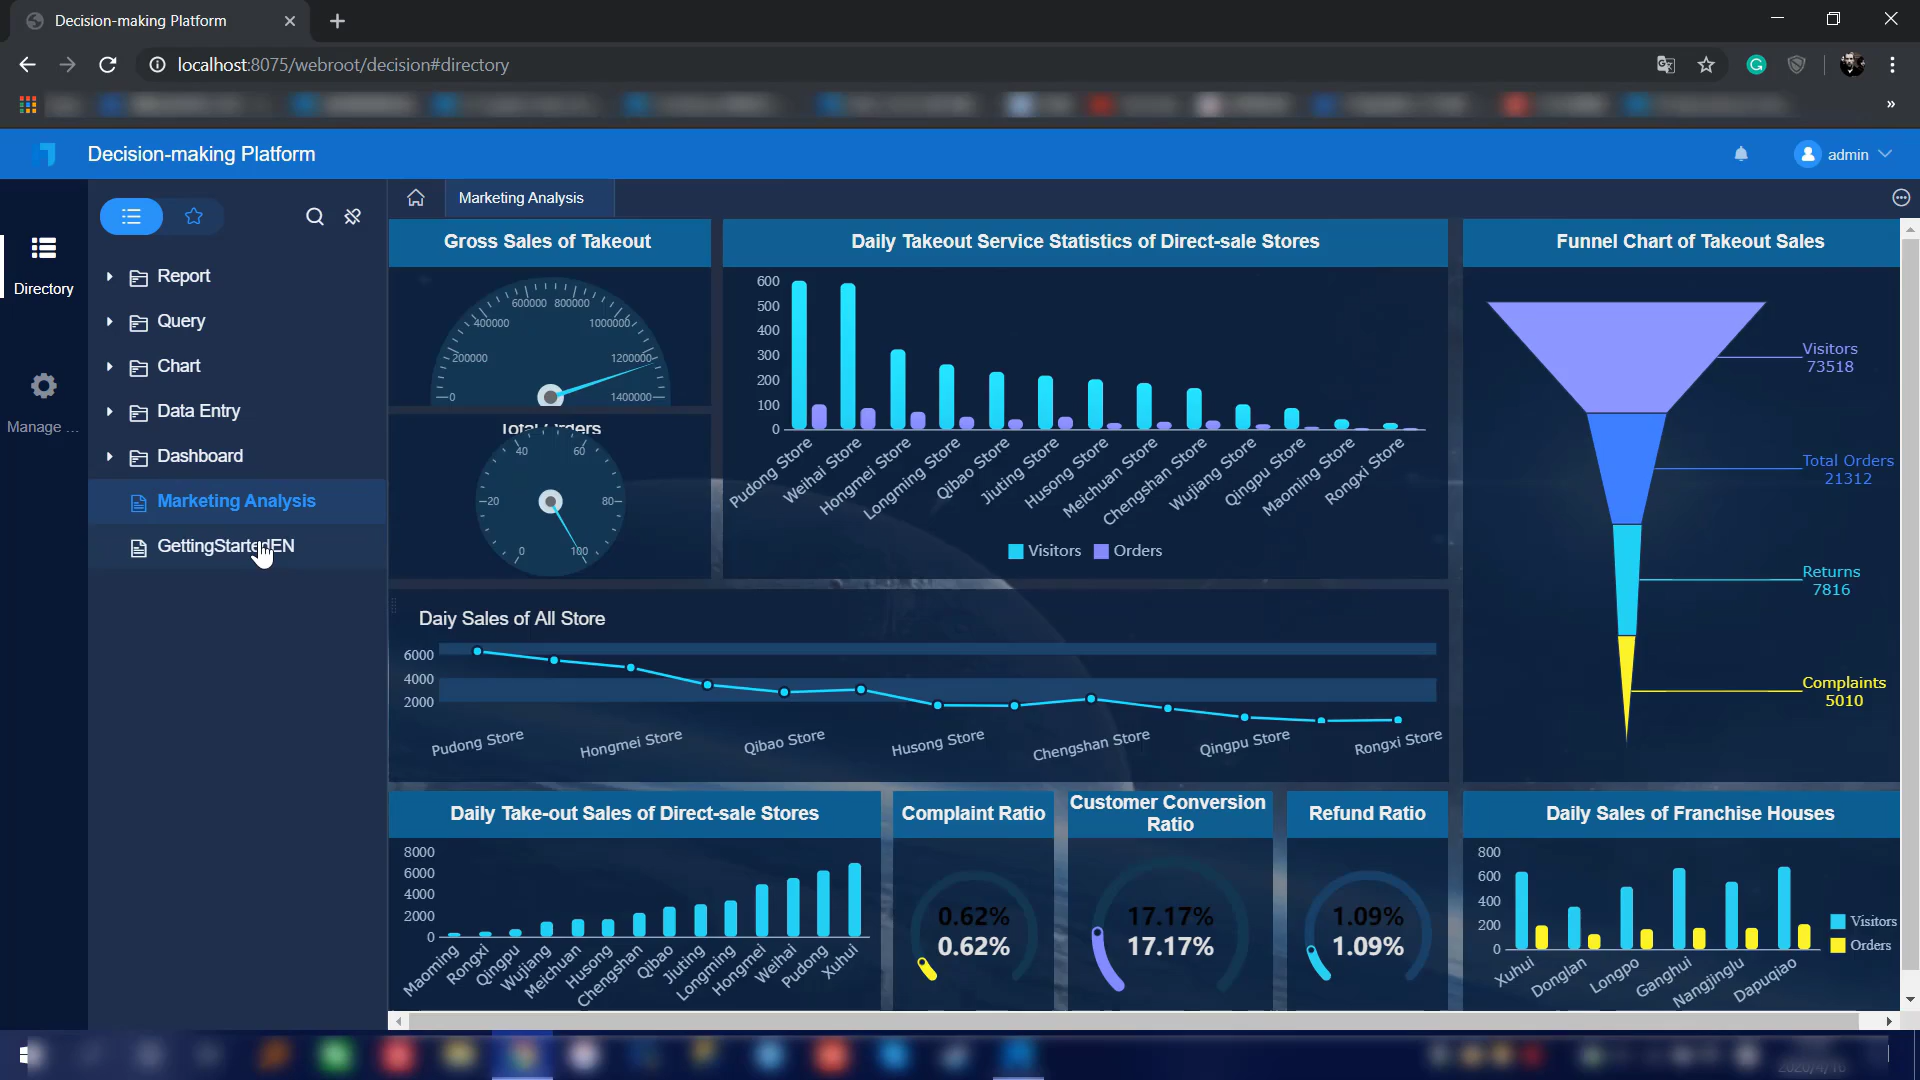 Decision-making Platform
localhost:8075/webroot/decision#directory
Decision-making Platform
admin
Directory
Manage ...
Report
Query
Chart
Data Entry
Dashboard
Marketing Analysis
GettingStartedEN
Marketing Analysis
Gross Sales of Takeout
600000 800000
400000 1000000
200000 1200000
0 1400000
Total Orders
40 60
20 80
0 100
Daily Takeout Service Statistics of Direct-sale Stores
600
500
400
300
200
100
0
Pudong Store
Weihai Store
Hongmei Store
Longming Store
Qibao Store
Jiuting Store
Husong Store
Meichuan Store
Chengshan Store
Wujiang Store
Qingpu Store
Maoming Store
Rongxi Store
Visitors Orders
Funnel Chart of Takeout Sales
Visitors
73518
Total Orders
21312
Returns
7816
Complaints
5010
Daiy Sales of All Store
6000
4000
2000
Pudong Store
Hongmei Store
Qibao Store
Husong Store
Chengshan Store
Qingpu Store
Rongxi Store
Daily Take-out Sales of Direct-sale Stores
8000
6000
4000
2000
0
Maoming
Rongxi
Qingpu
Wujiang
Meichuan
Husong
Chengshan
Qibao
Jiuting
Longming
Hongmei
Weihai
Pudong
Xuhui
Complaint Ratio
0.62%
0.62%
Customer Conversion
Ratio
17.17%
17.17%
Refund Ratio
1.09%
1.09%
Daily Sales of Franchise Houses
800
600
400
200
0
Xuhui
Donglan
Longpo
Ganghui
Nangjinglu
Dapuqiao
Visitors
Orders